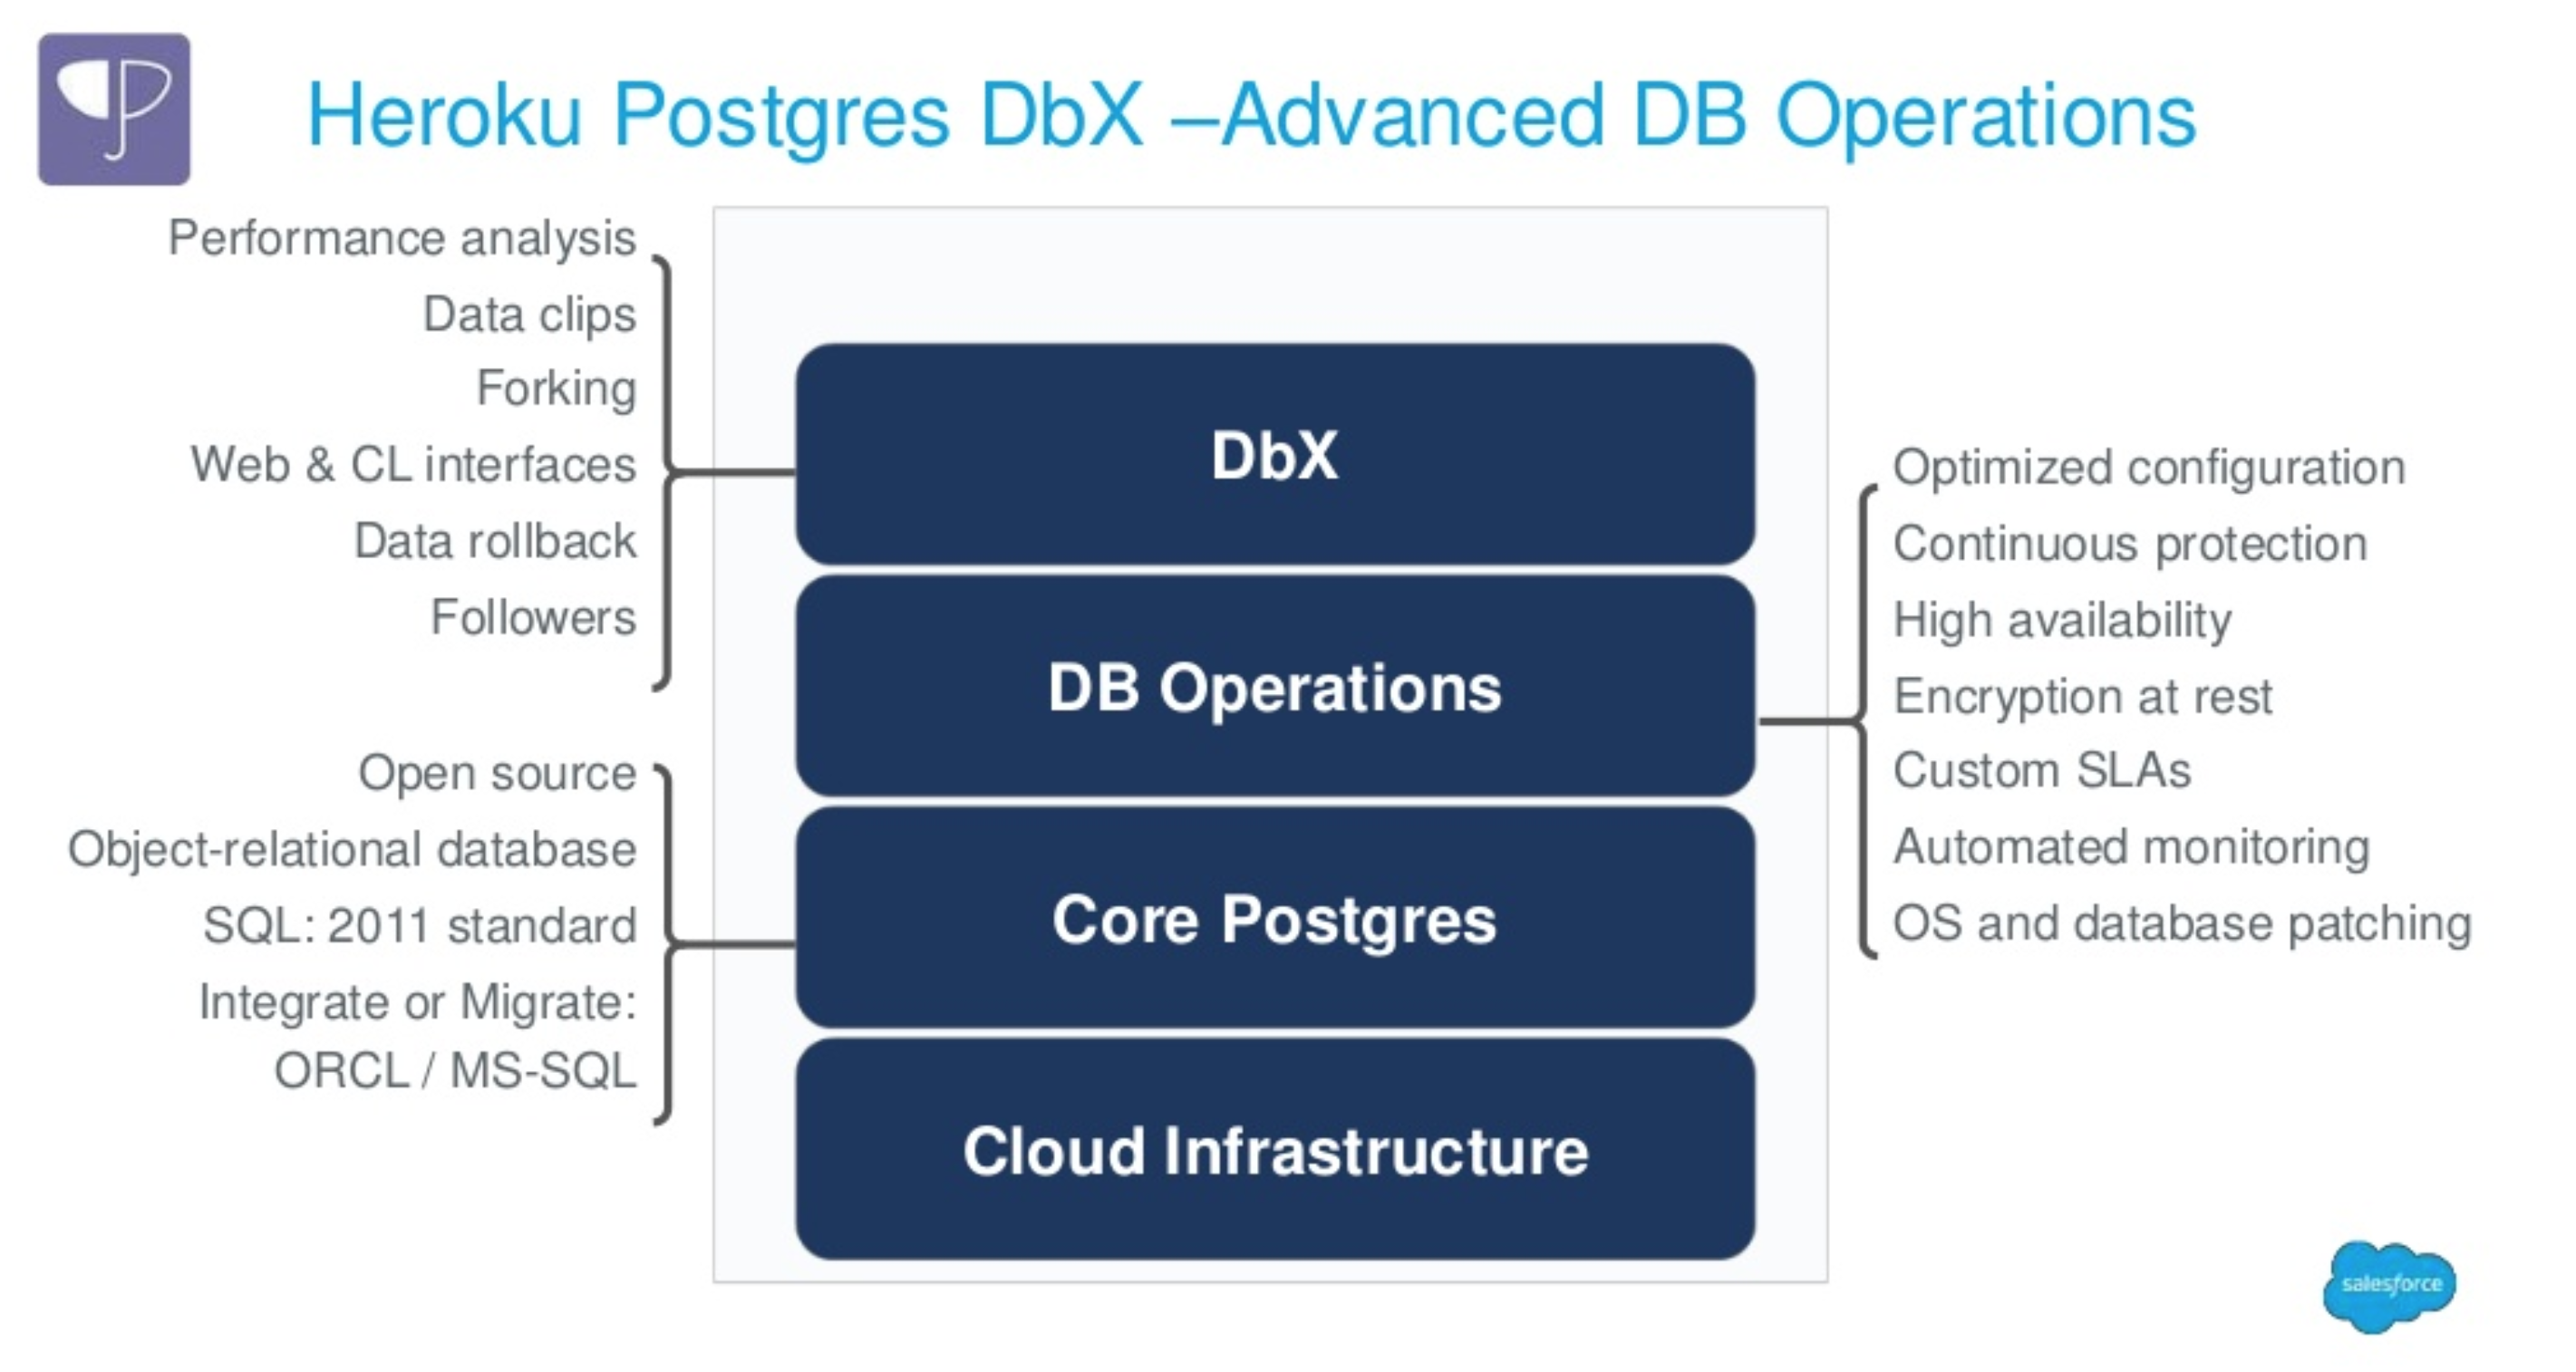 Heroku Postgres DbX –Advanced DB Operations
Performance analysis
Data clips
Forking
Web & CL interfaces
Data rollback
Followers
Open source
Object-relational database
SQL: 2011 standard
Integrate or Migrate:
ORCL / MS-SQL
DbX
DB Operations
Core Postgres
Cloud Infrastructure
Optimized configuration
Continuous protection
High availability
Encryption at rest
Custom SLAs
Automated monitoring
OS and database patching
salesforce